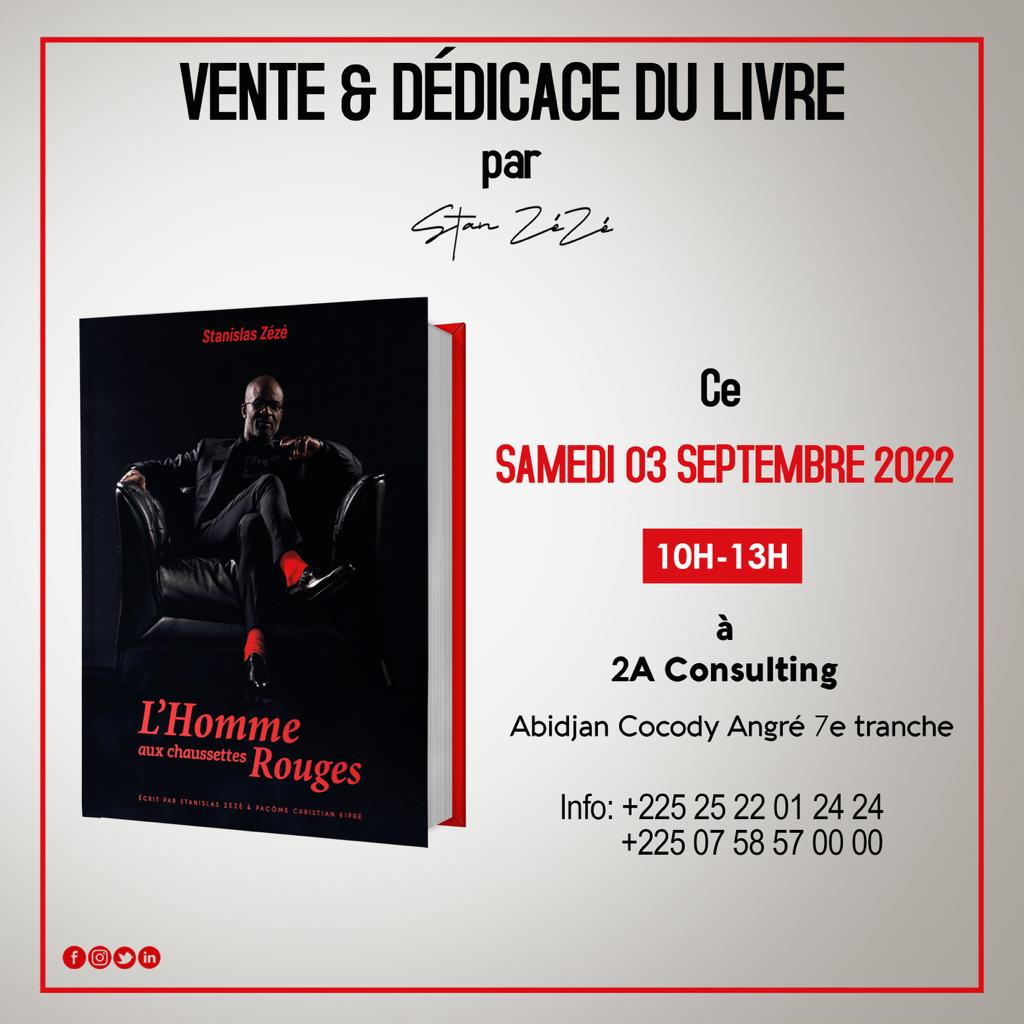 VENTE & DÉDICACE DU LIVRE
par
Stan ZéZé
Stanislas Zézé
L'Homme
aux chaussettes Rouges
ÉCRIT PAR STANISLAS ZÉZÉ & PACÔME CHRISTIAN KIPRÉ
Ce
SAMEDI 03 SEPTEMBRE 2022
10H-13H
à
2A Consulting
Abidjan Cocody Angré 7e tranche
Info: +225 25 22 01 24 24
+225 07 58 57 00 00